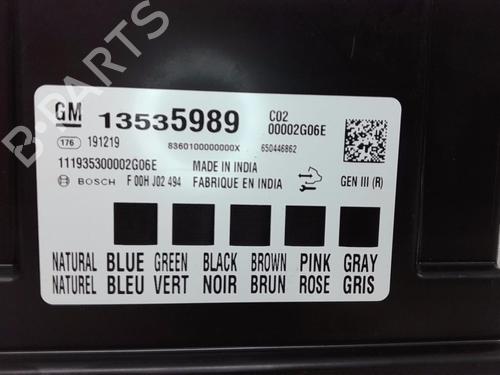 GM 13535989 C02
00002G06E
176 191219 8360100000000X 650446862
111935300002G06E MADE IN INDIA
BOSCH F 00H J02 494 FABRIQUE EN INDIA GEN III (R)
NATURAL BLUE GREEN BLACK BROWN PINK GRAY
NATUREL BLEU VERT NOIR BRUN ROSE GRIS
B-PARTS